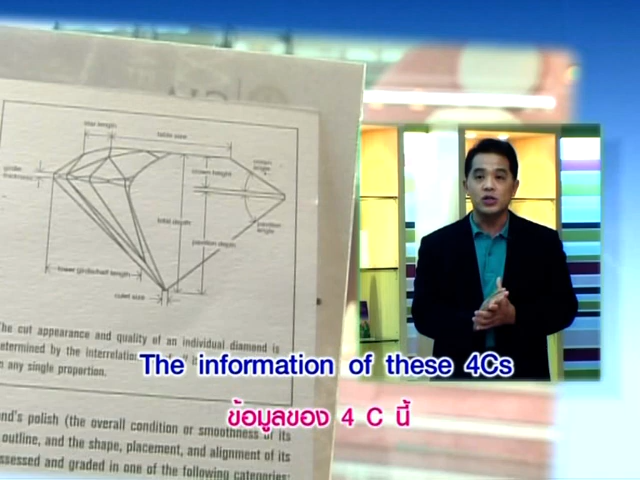 star length
table size
crown height
crown angle
girdle thickness
total depth
pavilion depth
pavilion angle
lower girdle/half length
culet size
The cut appearance and quality of an individual diamond is
determined by the interrelation
n any single proportion.
The information of these 4Cs
ข้อมูลของ 4 C นี้
ond's polish (the overall condition or smoothness of its
outline, and the shape, placement, and alignment of its
ssessed and graded in one of the following categories: